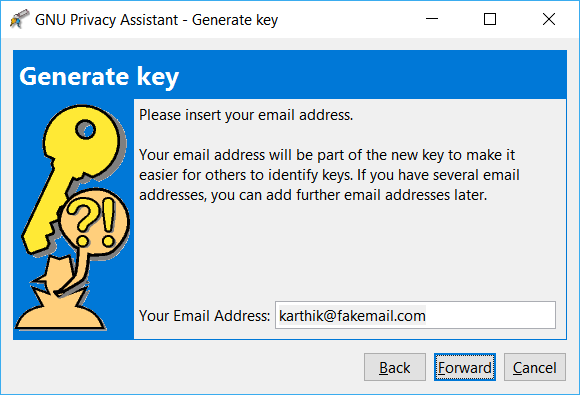 GNU Privacy Assistant - Generate key
Generate key
Please insert your email address.
Your email address will be part of the new key to make it
easier for others to identify keys. If you have several email
addresses, you can add further email addresses later.
?!
Your Email Address: karthik@fakemail.com
Back Forward Cancel